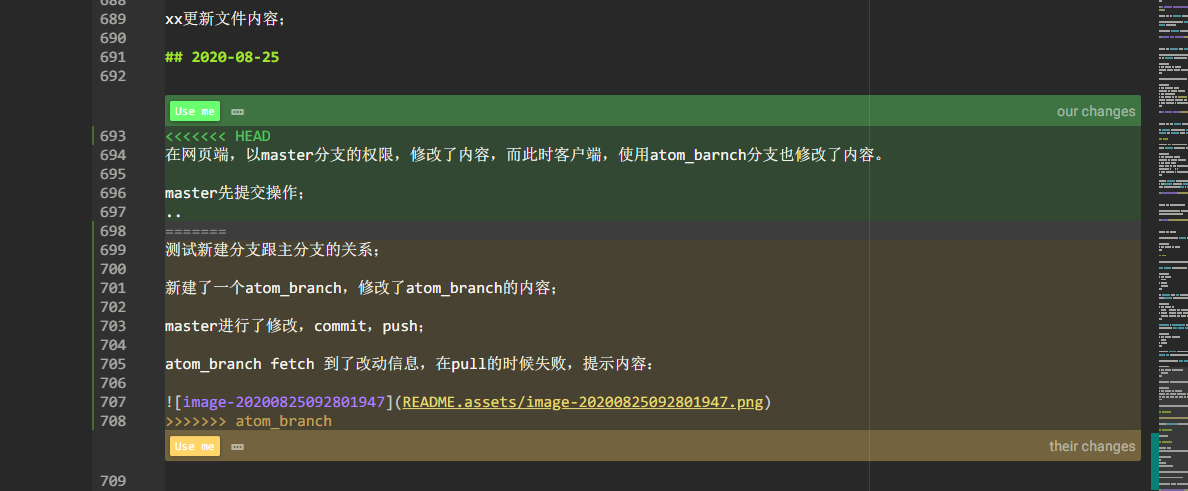 688
689 xx更新文件内容；
690
691 ## 2020-08-25
692
Use me ... our changes
693 <<<<<<< HEAD
694 在网页端，以master分支的权限，修改了内容，而此时客户端，使用atom_barnch分支也修改了内容。
695
696 master先提交操作；
697 ..
698 =======
699 测试新建分支跟主分支的关系；
700
701 新建了一个atom_branch，修改了atom_branch的内容；
702
703 master进行了修改，commit，push；
704
705 atom_branch fetch 到了改动信息，在pull的时候失败，提示内容：
706
707 ![image-20200825092801947](README.assets/image-20200825092801947.png)
708 >>>>>>> atom_branch
Use me ... their changes
709